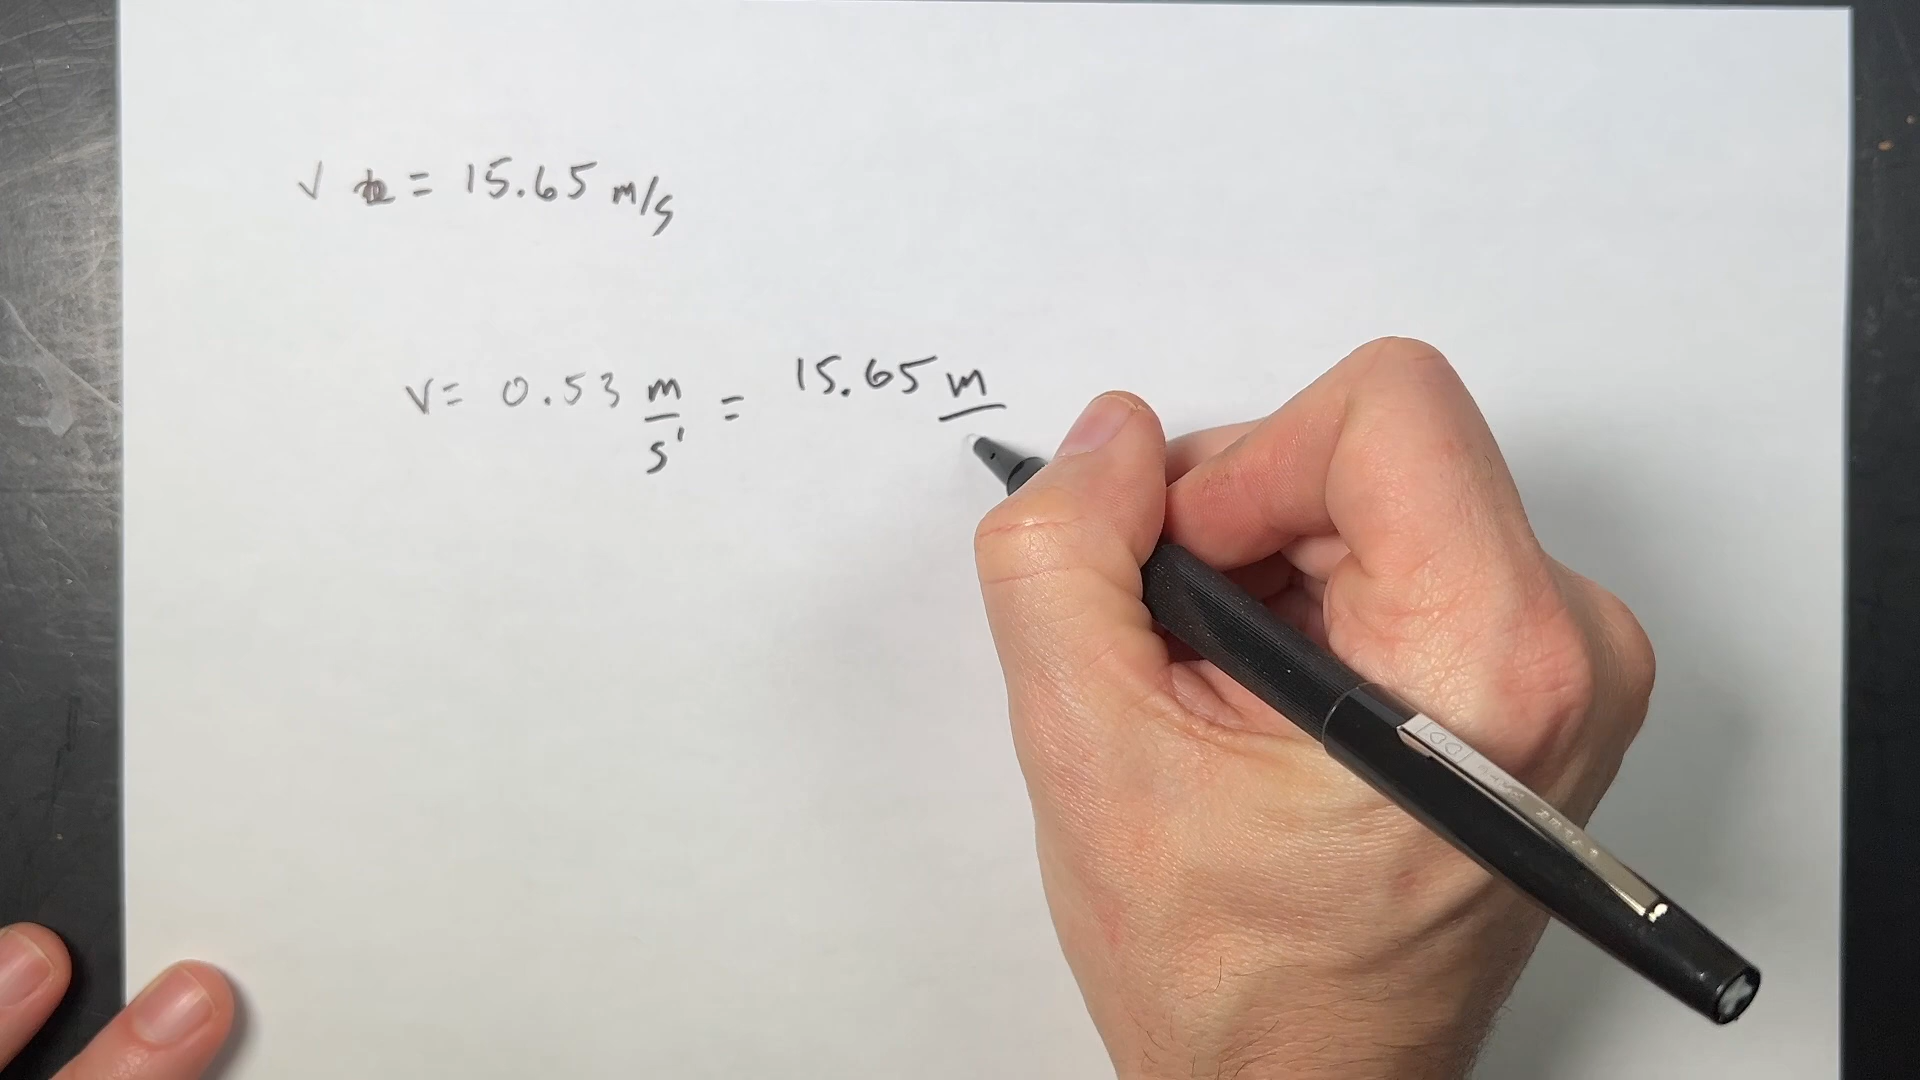 v = 15.65 m/s
v = 0.53 m/s' = 15.65 m